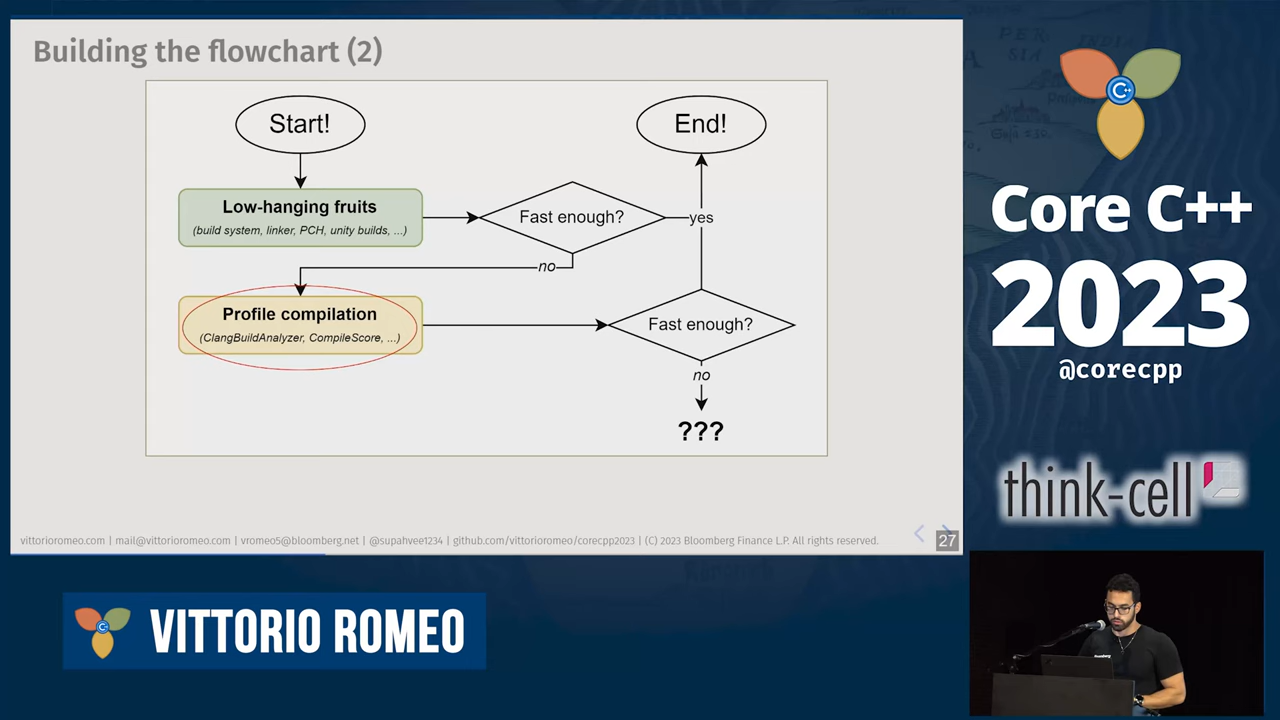 Building the flowchart (2)
Start!
End!
Low-hanging fruits
(build system, linker, PCH, unity builds, ...)
Fast enough?
yes
no
Profile compilation
(ClangBuildAnalyzer, CompileScore, ...)
Fast enough?
no
???
vittorioromeo.com | mail@vittorioromeo.com | vromeo5@bloomberg.net | @supahvee1234 | github.com/vittorioromeo/corecpp2023 | (C) 2023 Bloomberg Finance L.P. All rights reserved.
27
C++
Core C++
2023
@corecpp
think-cell
VITTORIO ROMEO
Bloomberg